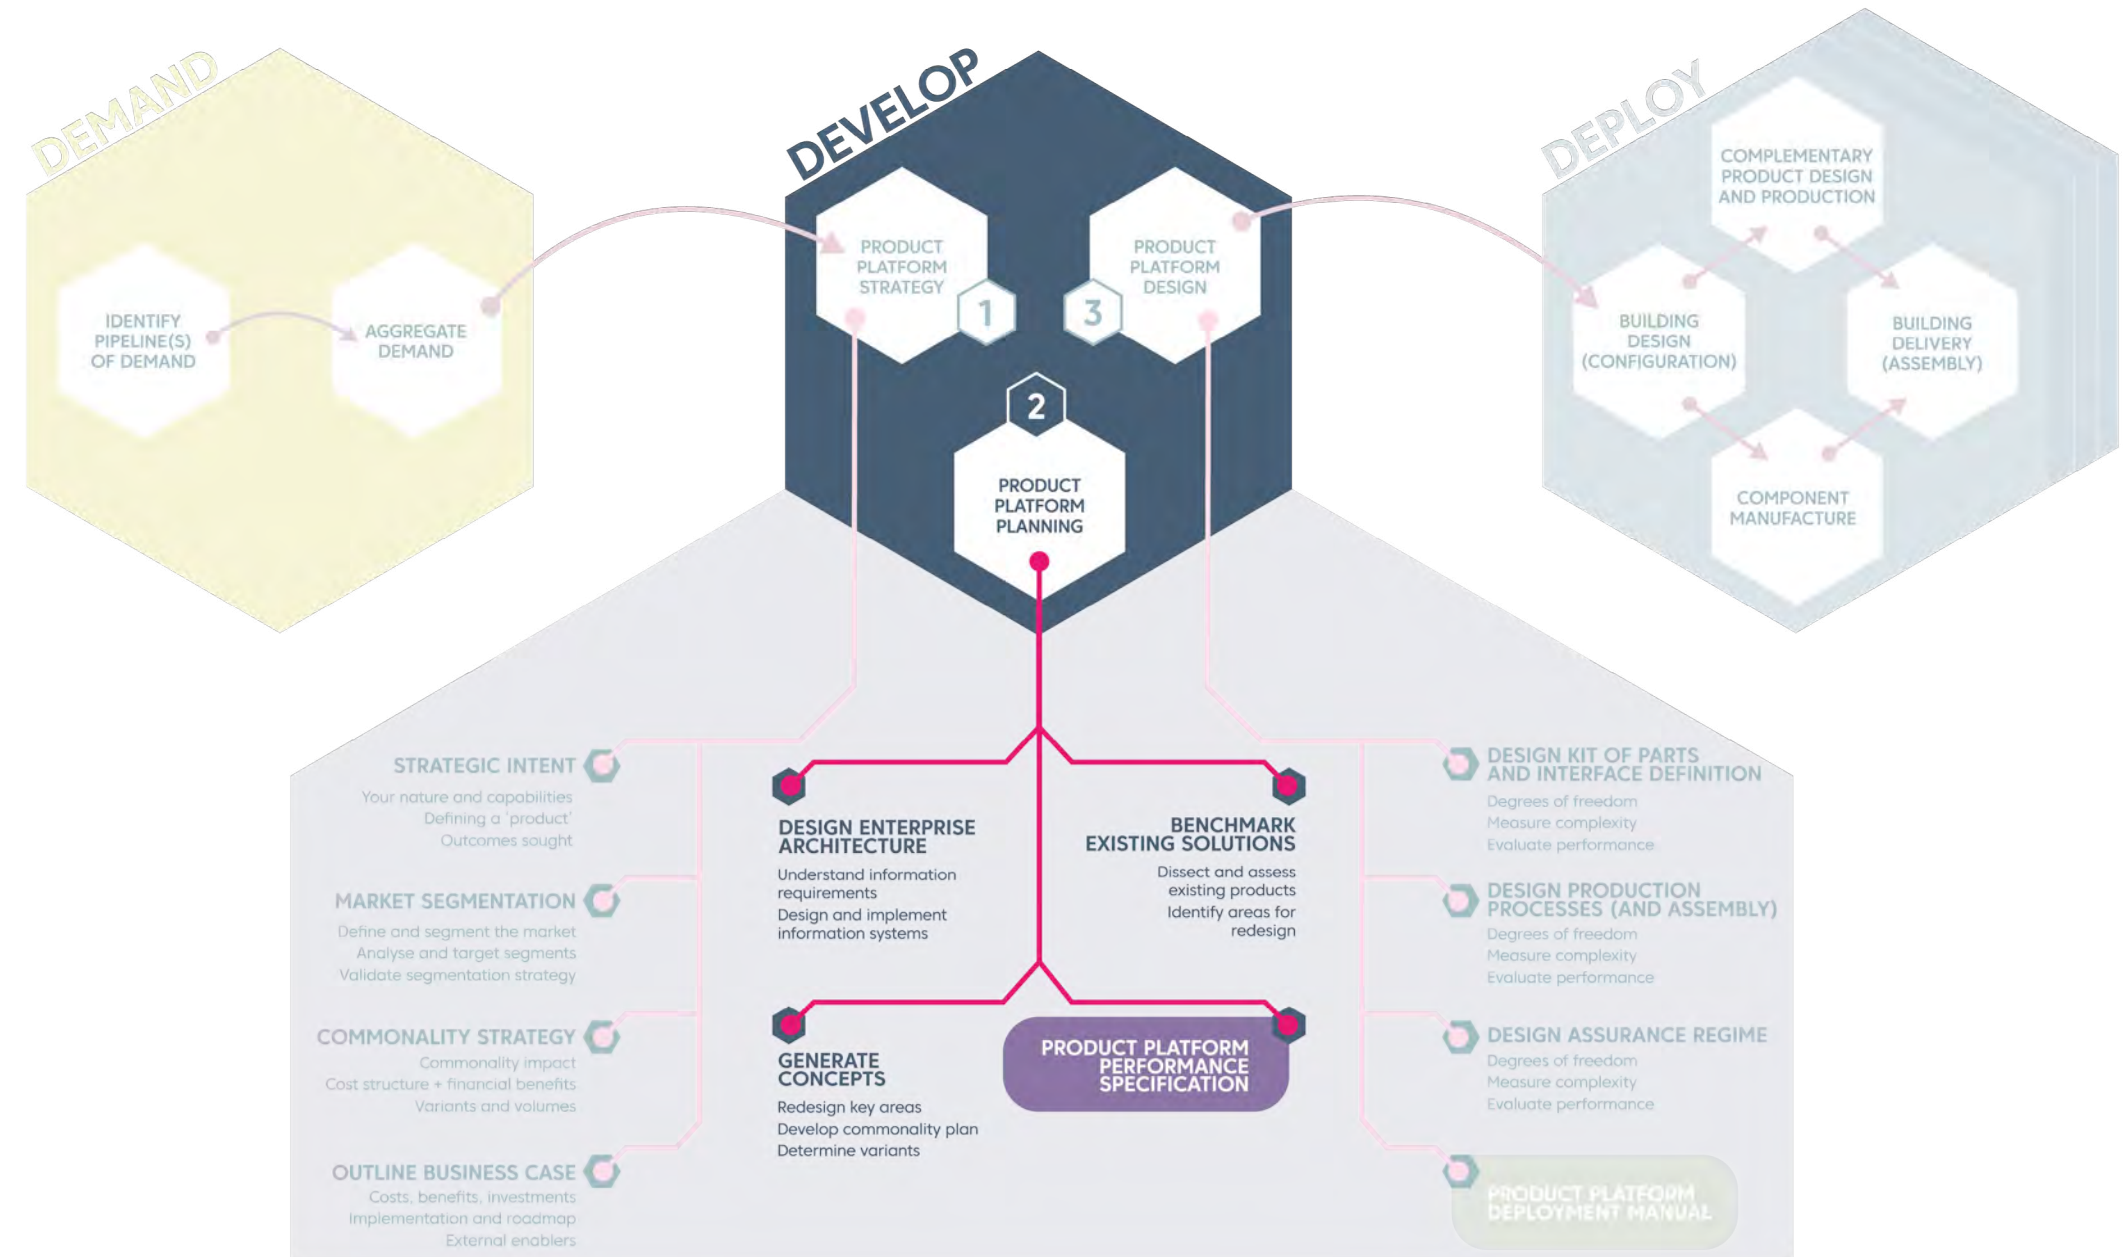 DEMAND
IDENTIFY
PIPELINE(S)
OF DEMAND
AGGREGATE
DEMAND
DEVELOP
PRODUCT
PLATFORM
STRATEGY
1
PRODUCT
PLATFORM
DESIGN
3
2
PRODUCT
PLATFORM
PLANNING
DEPLOY
COMPLEMENTARY
PRODUCT DESIGN
AND PRODUCTION
BUILDING
DESIGN
(CONFIGURATION)
BUILDING
DELIVERY
(ASSEMBLY)
COMPONENT
MANUFACTURE
STRATEGIC INTENT
Your nature and capabilities
Defining a 'product'
Outcomes sought
MARKET SEGMENTATION
Define and segment the market
Analyse and target segments
Validate segmentation strategy
COMMONALITY STRATEGY
Commonality impact
Cost structure + financial benefits
Variants and volumes
OUTLINE BUSINESS CASE
Costs, benefits, investments
Implementation and roadmap
External enablers
DESIGN ENTERPRISE
ARCHITECTURE
Understand information
requirements
Design and implement
information systems
BENCHMARK
EXISTING SOLUTIONS
Dissect and assess
existing products
Identify areas for
redesign
GENERATE
CONCEPTS
Redesign key areas
Develop commonality plan
Determine variants
PRODUCT PLATFORM
PERFORMANCE
SPECIFICATION
DESIGN KIT OF PARTS
AND INTERFACE DEFINITION
Degrees of freedom
Measure complexity
Evaluate performance
DESIGN PRODUCTION
PROCESSES (AND ASSEMBLY)
Degrees of freedom
Measure complexity
Evaluate performance
DESIGN ASSURANCE REGIME
Degrees of freedom
Measure complexity
Evaluate performance
PRODUCT PLATFORM
DEPLOYMENT MANUAL